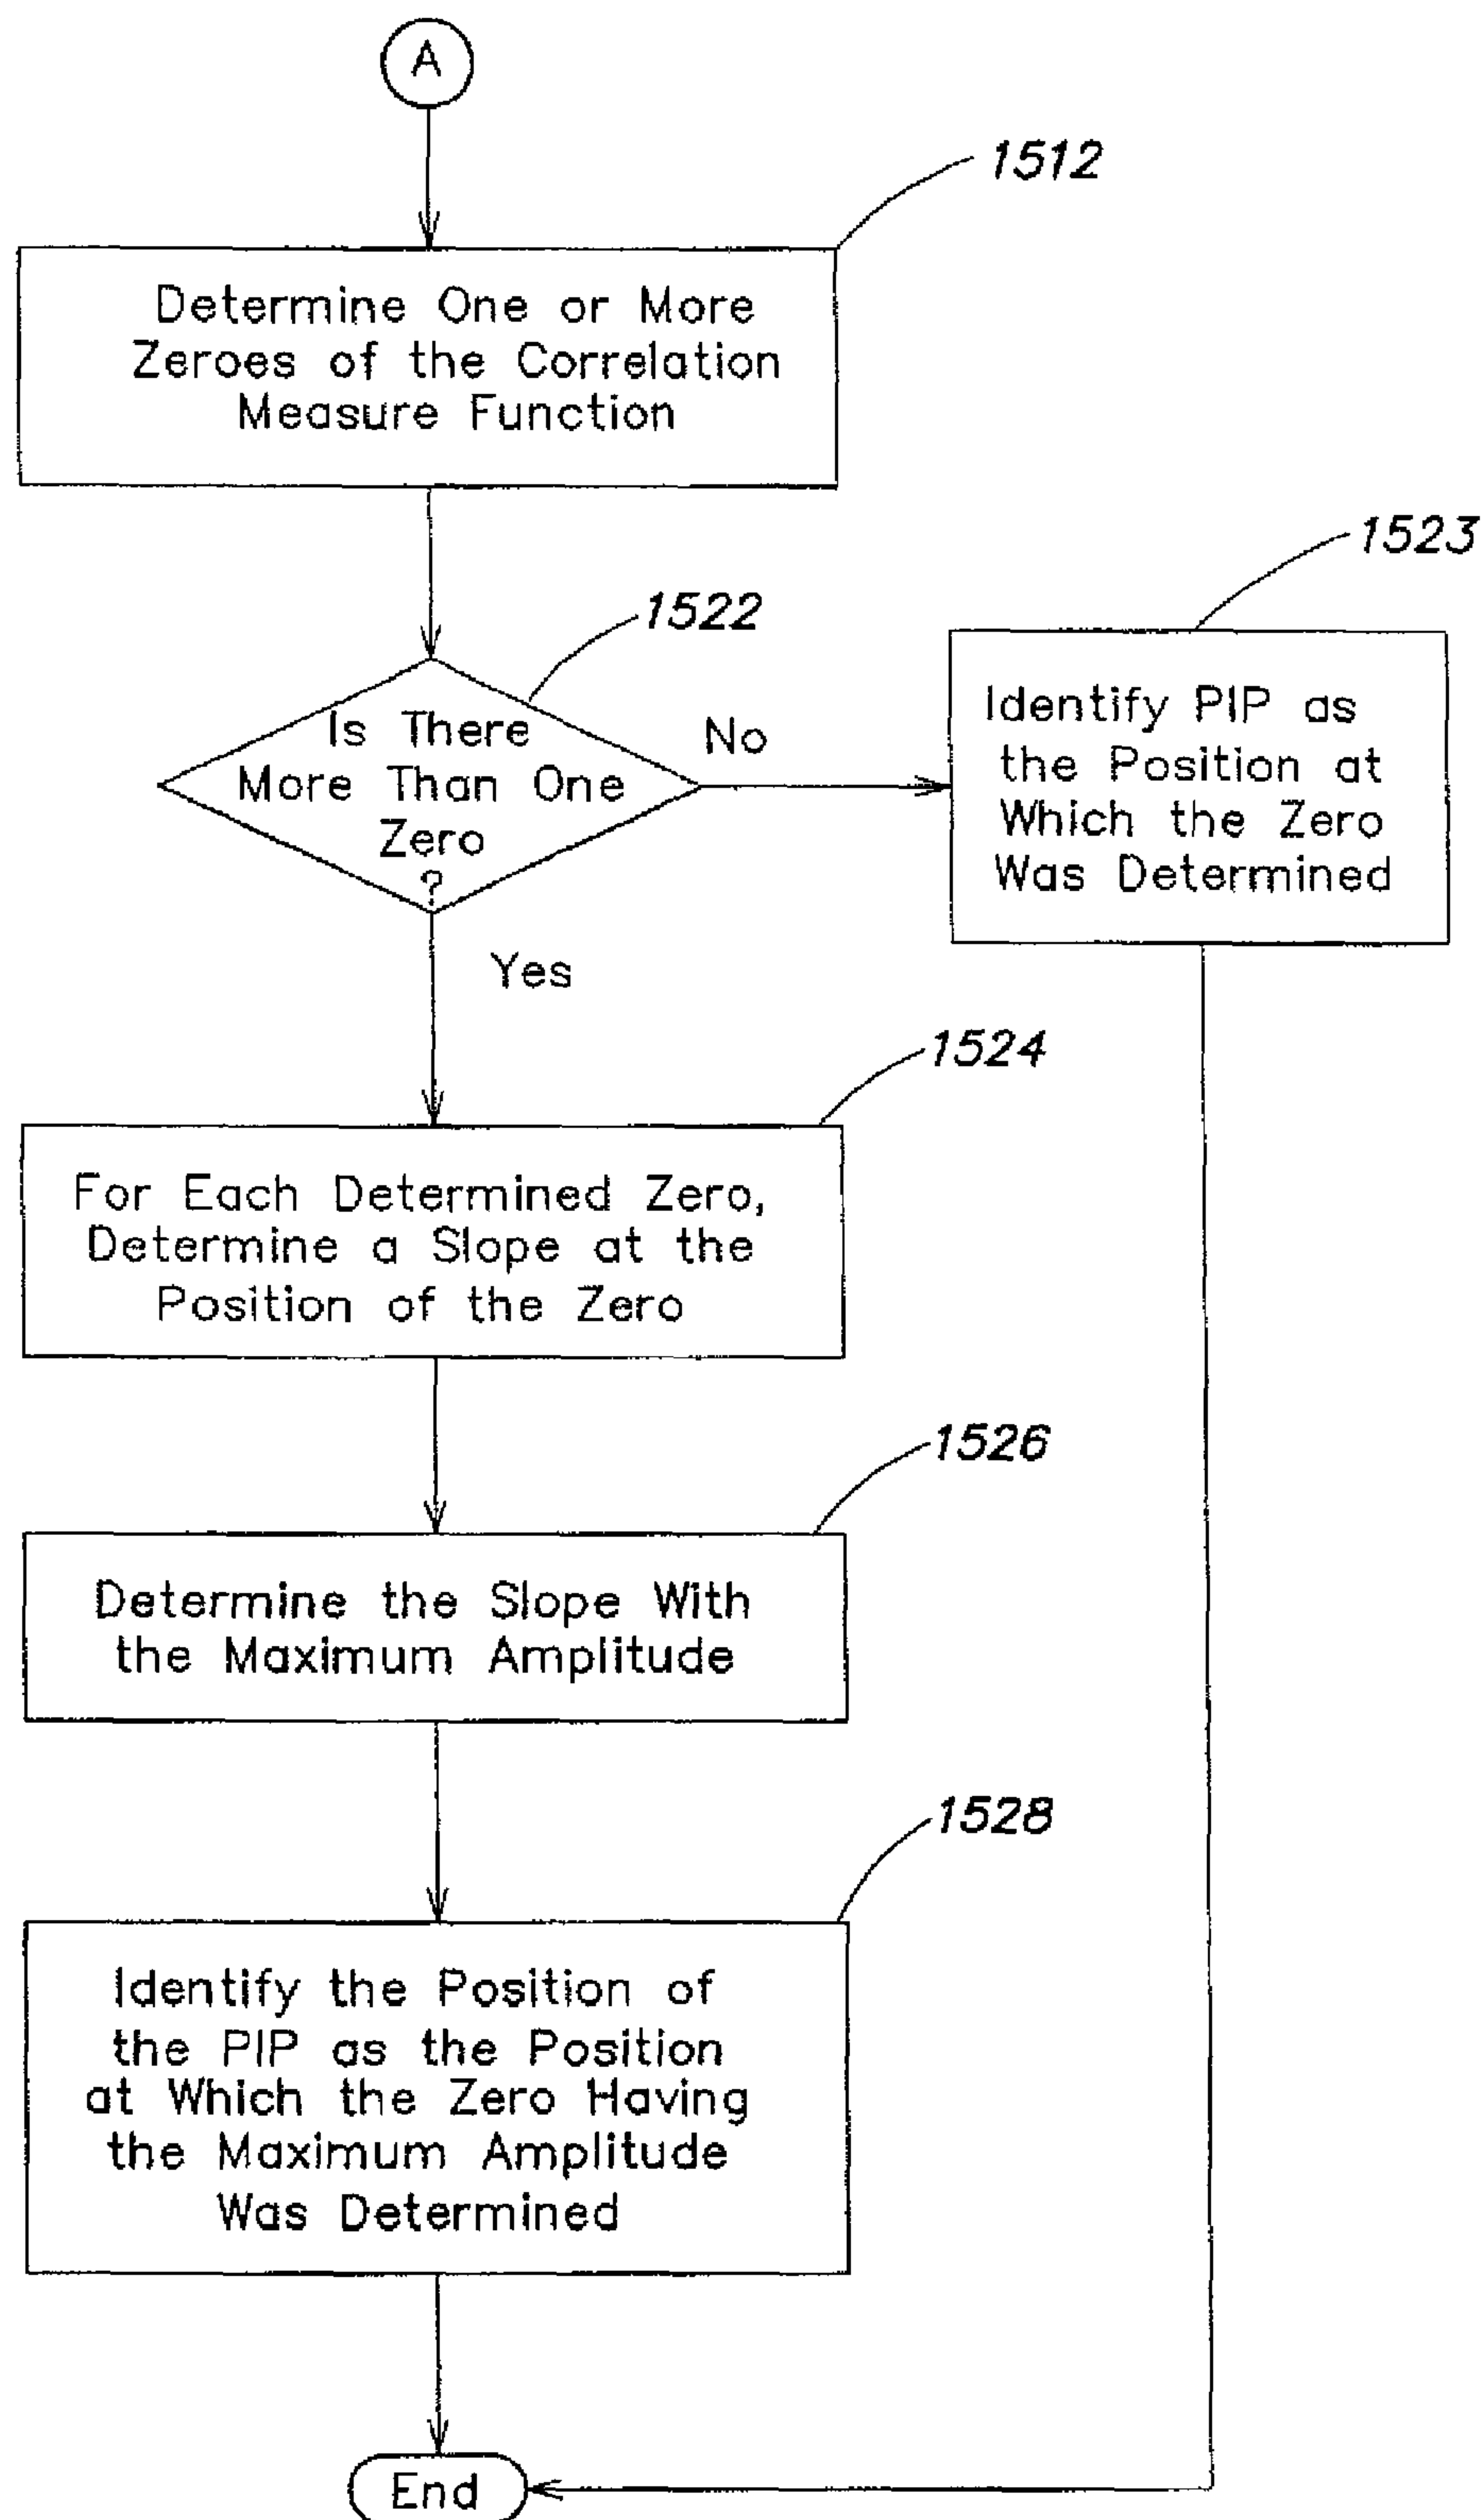 A
1512
Determine One or More
Zeroes of the Correlation
Measure Function
1522
Is There
More Than One
Zero
?
No
1523
Identify PIP as
the Position at
Which the Zero
Was Determined
Yes
1524
For Each Determined Zero,
Determine a Slope at the
Position of the Zero
1526
Determine the Slope With
the Maximum Amplitude
1528
Identify the Position of
the PIP as the Position
at Which the Zero Having
the Maximum Amplitude
Was Determined
End